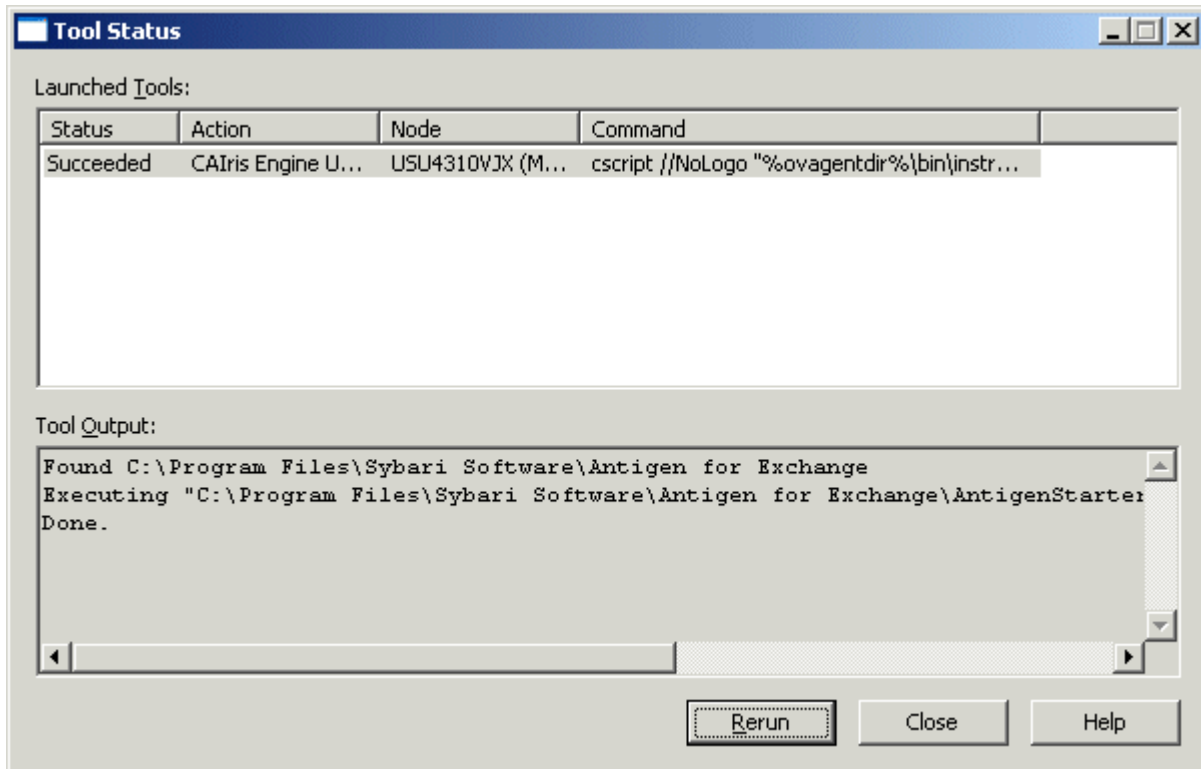 Tool Status
Launched Tools:
Status Action Node Command
Succeeded CAIris Engine U... USU4310VJX (M... cscript //NoLogo "%ovagentdir%\bin\instr...
Tool Output:
Found C:\Program Files\Sybari Software\Antigen for Exchange
Executing "C:\Program Files\Sybari Software\Antigen for Exchange\AntigenStarter
Done.
Rerun Close Help